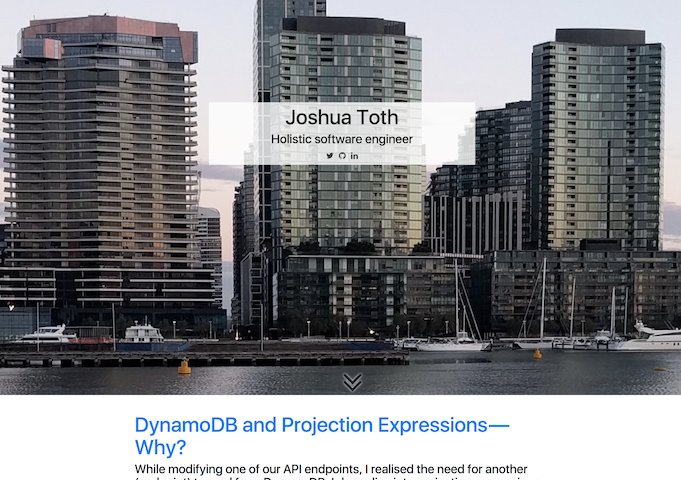 Joshua Toth
Holistic software engineer
DynamoDB and Projection Expressions—
Why?
While modifying one of our API endpoints, I realised the need for another